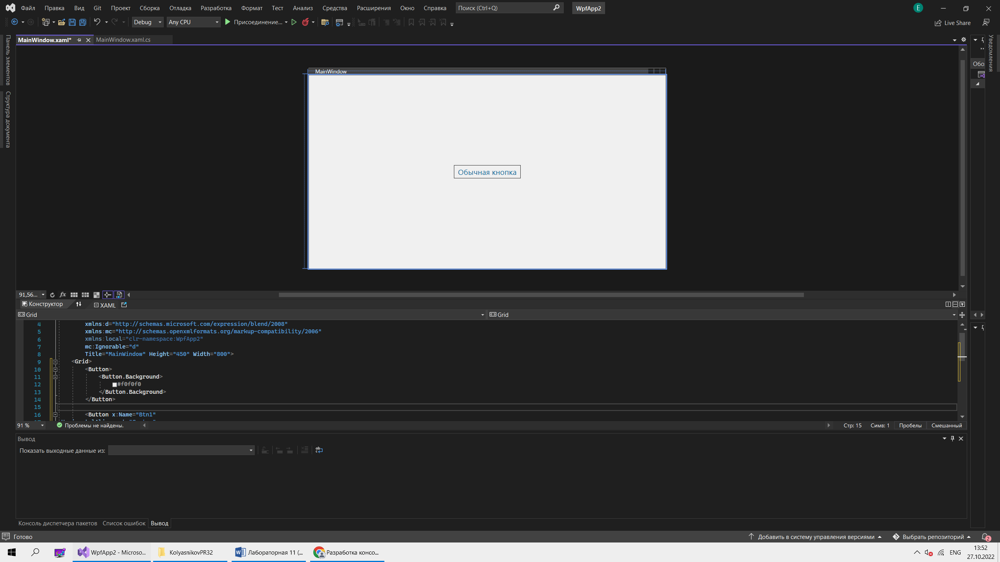 Файл Правка Вид Git Проект Сборка Отладка Разработка Формат Тест Анализ Средства Расширения Окно Справка Поиск (Ctrl+Q) WpfApp2 E
Debug Any CPU Присоединение... Live Share
MainWindow.xaml* MainWindow.xaml.cs
Панель элементов
Структура документа
Уведомления
Обо
MainWindow
Обычная кнопка
91,56...
Конструктор XAML
Grid Grid
4 xmlns:d="http://schemas.microsoft.com/expression/blend/2008"
5 xmlns:mc="http://schemas.openxmlformats.org/markup-compatibility/2006"
6 xmlns:local="clr-namespace:WpfApp2"
7 mc:Ignorable="d"
8 Title="MainWindow" Height="450" Width="800">
9 <Grid>
10 <Button>
11 <Button.Background>
12 #f0f0f0
13 </Button.Background>
14 </Button>
15
16 <Button x:Name="Btn1"
91 % Проблемы не найдены. Стр: 15 Симв: 1 Пробелы Смешанный
Вывод
Показать выходные данные из:
Консоль диспетчера пакетов Список ошибок Вывод
Готово Добавить в систему управления версиями Выбрать репозиторий 2
WpfApp2 - Microso... KolyasnikovPR32 Лабораторная 11 (... Разработка консо... ENG 13:52
27.10.2022